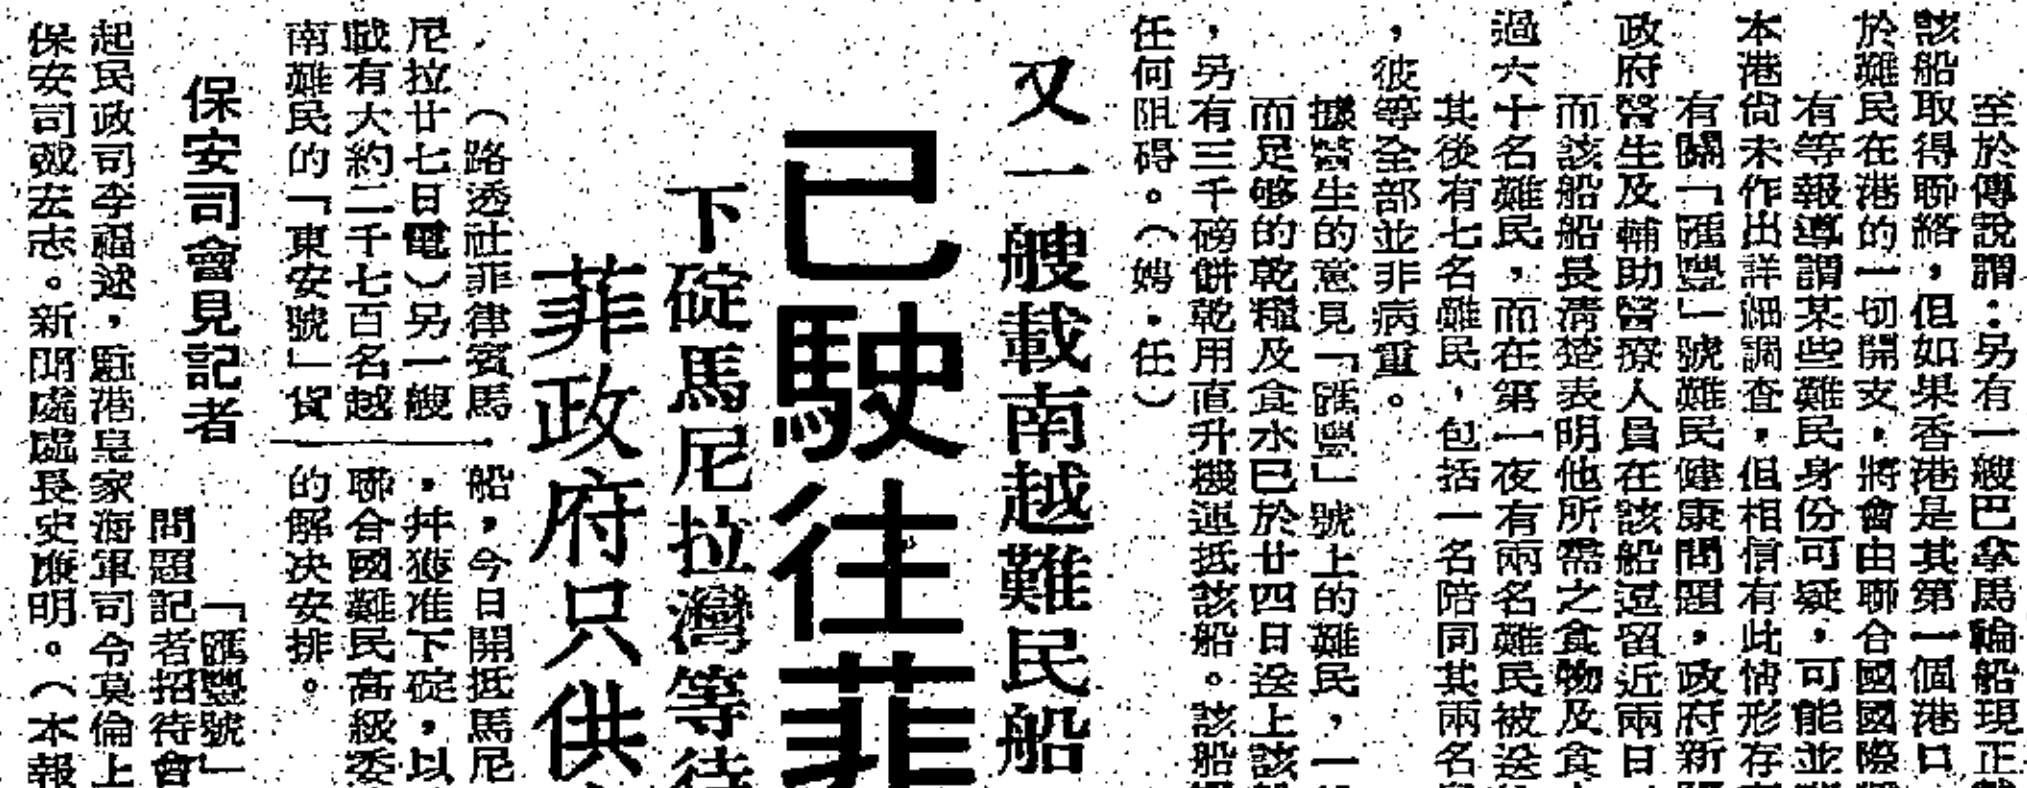 至於傳說謂：另有一艘巴拿馬輪船現正
該船取得聯絡，但如果香港是其第一個港口
於難民在港的一切開支，將會由聯合國國際
有等報導謂某些難民身份可疑，可能並
本港尙未作出詳細調查，但相信有此情形存
有關「匯豐」號難民健康問題，政府新
政府醫生及輔助醫療人員在該船逗留近兩日
而該船船長淸楚表明他所需之食物及食
過六十名難民，而在第一夜有兩名難民被送
其後有七名難民，包括一名陪同其兩名
，彼等全部並非病重。
據醫生的意見「匯豐」號上的難民，一
而足够的乾糧及食水已於廿四日送上該
，另有三千磅餅乾用直升機運抵該船。該船
任何阻碍。（娉．任）
又一艘載南越難民船
已駛往菲
下碇馬尼拉灣等待
菲政府只供
（路透社菲律賓馬
尼拉廿七日電）另一艘
載有大約二千七百名越
南難民的「東安號」貨
船，今日開抵馬尼
，幷獲准下碇，以
聯合國難民高級委
的解決安排。
保安司會見記者
「匯豐號」
問題記者招待會
起民政司李福逑，駐港皇家海軍司令莫倫上
保安司戴宏志。新聞處處長史廉明。（本報